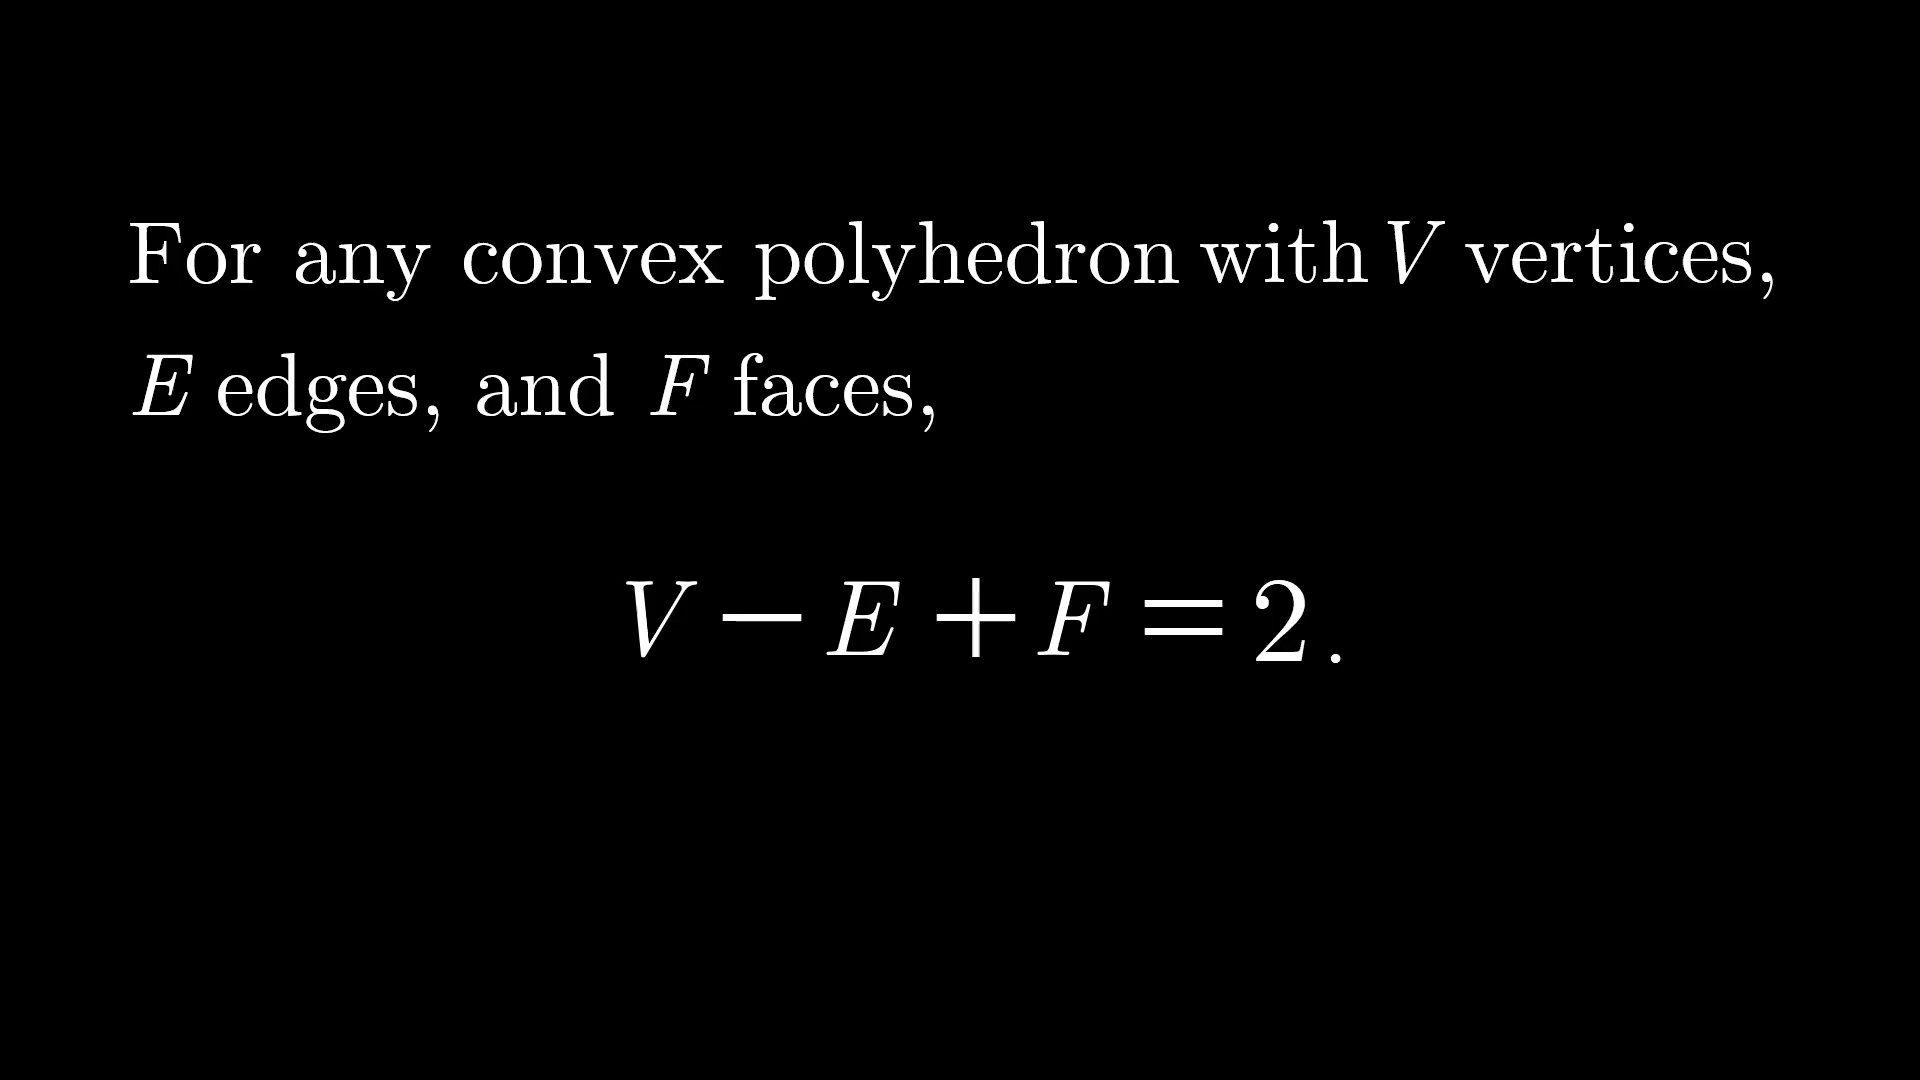 For any convex polyhedron with V vertices,
E edges, and F faces,
V − E + F = 2.